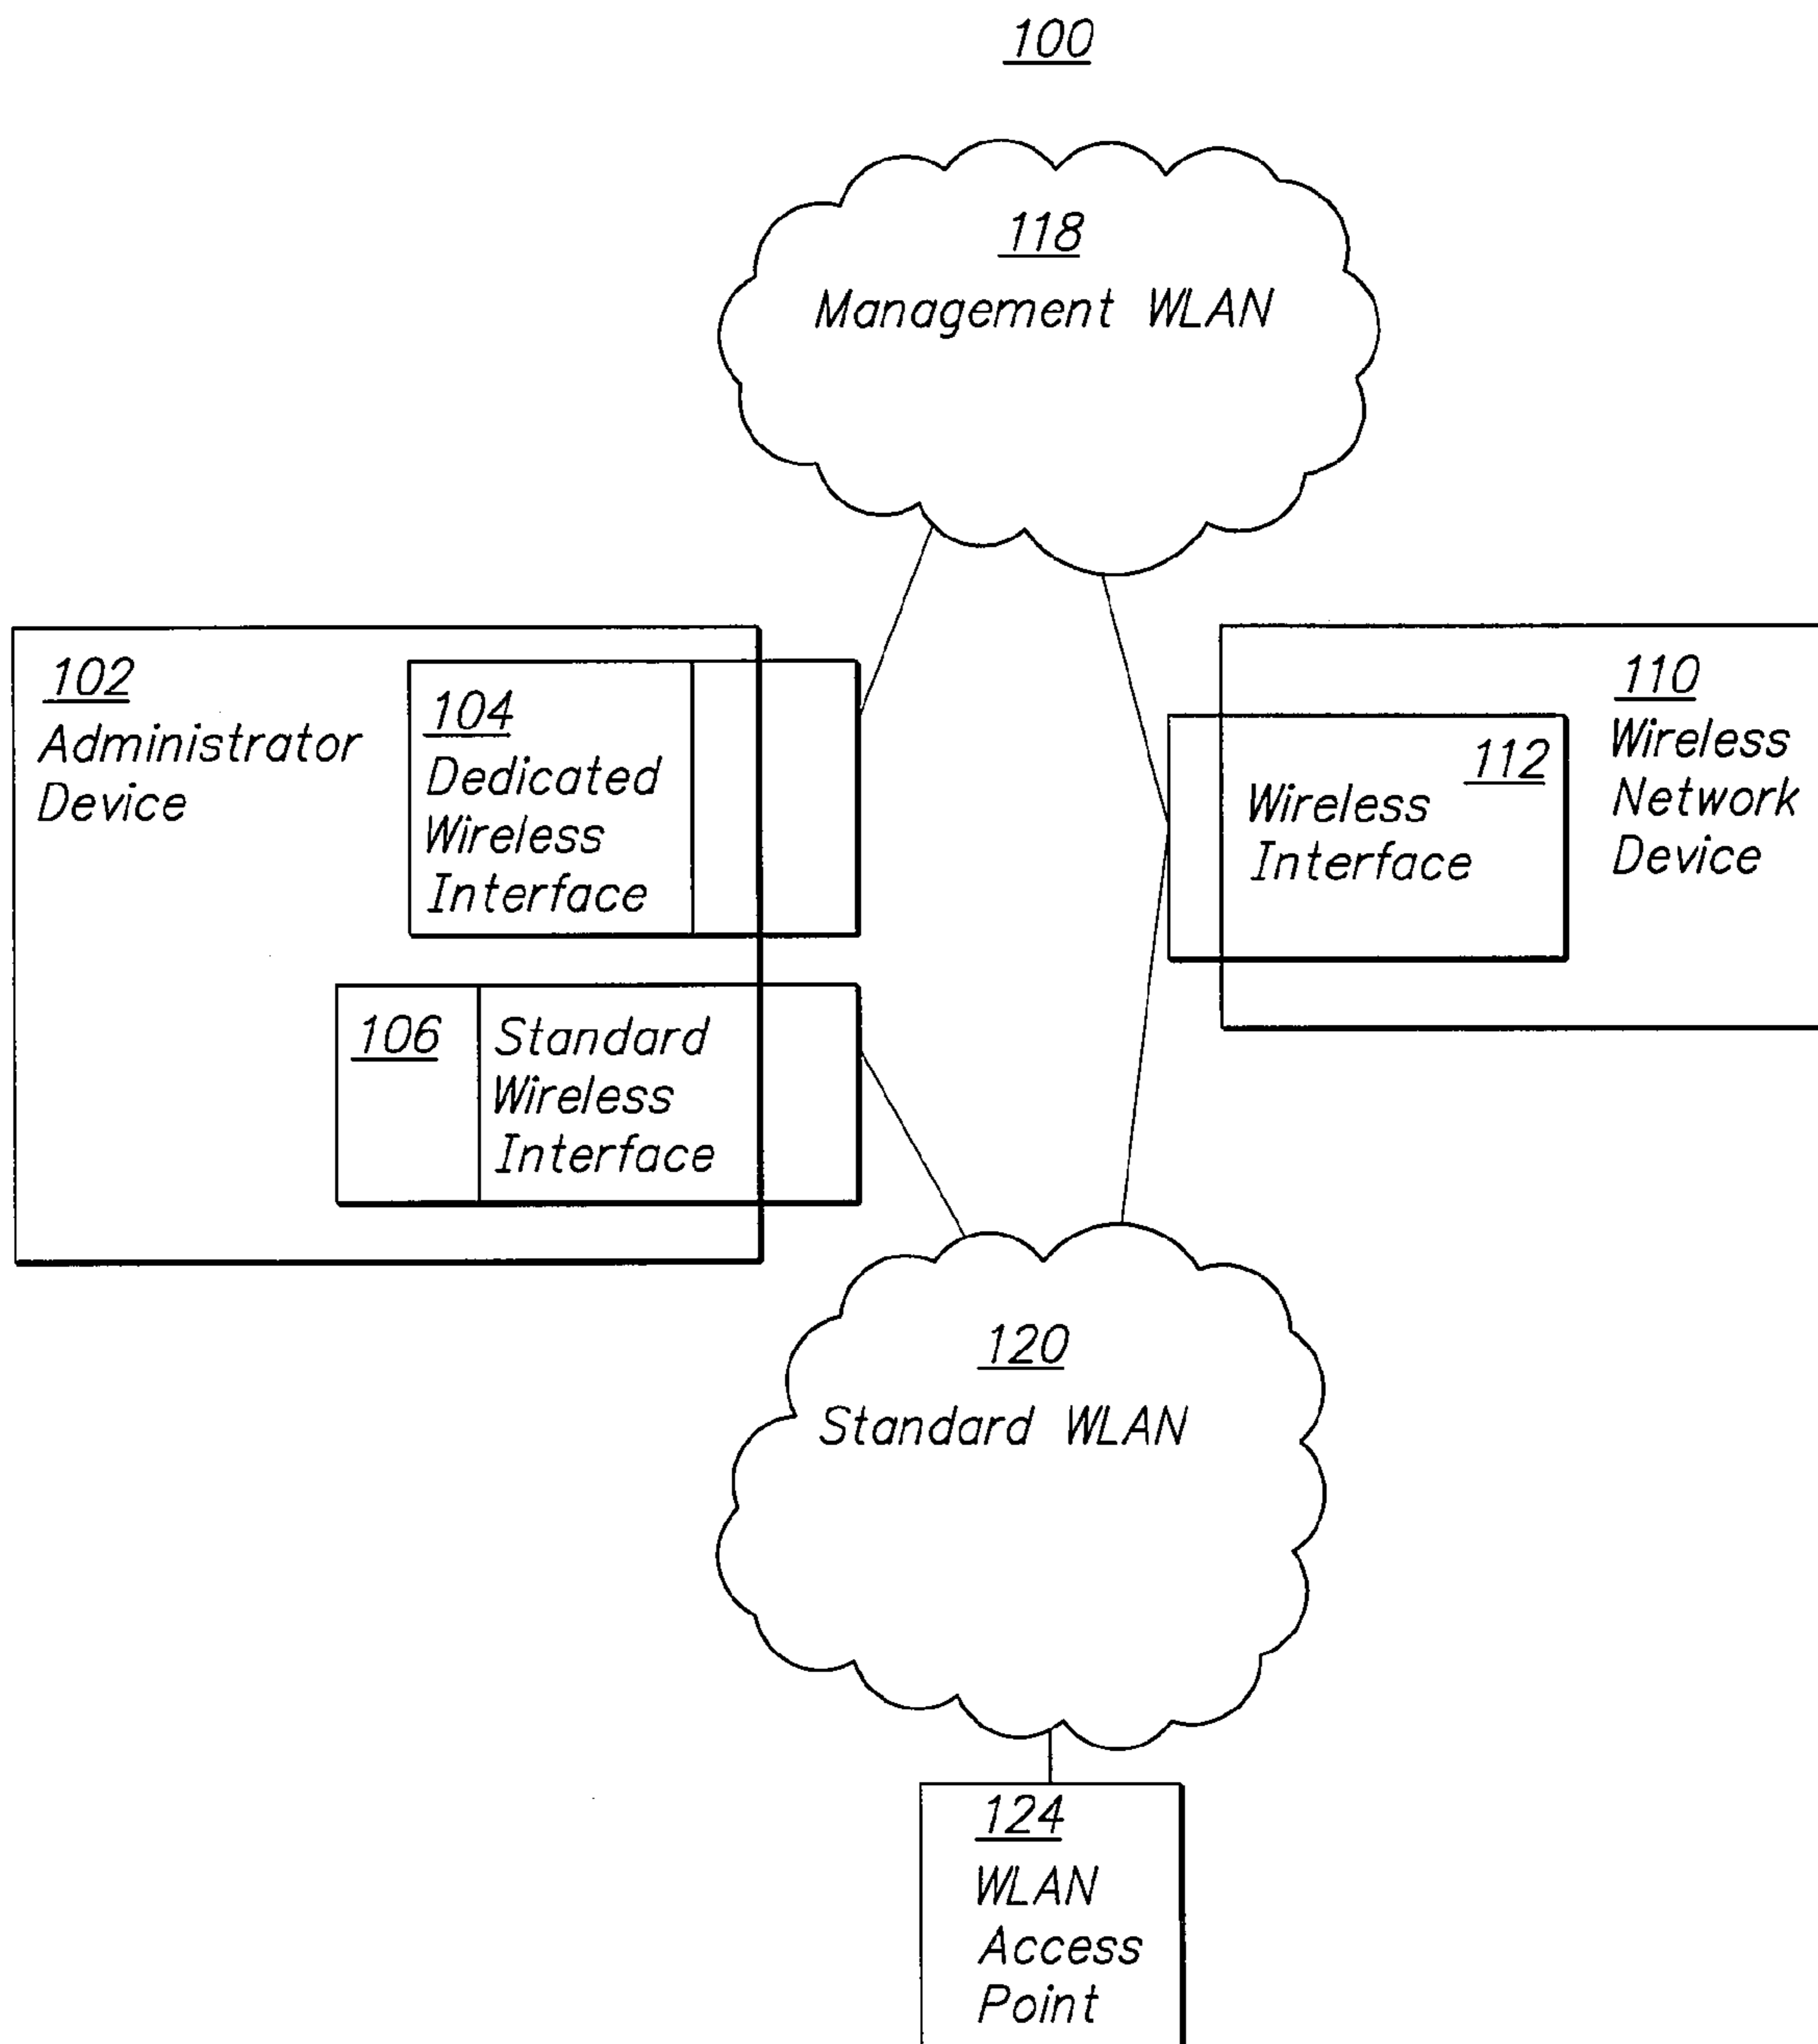 100
118
Management WLAN
102
Administrator
Device
104
Dedicated
Wireless
Interface
106
Standard
Wireless
Interface
110
Wireless
Network
Device
112
Wireless
Interface
120
Standard WLAN
124
WLAN
Access
Point